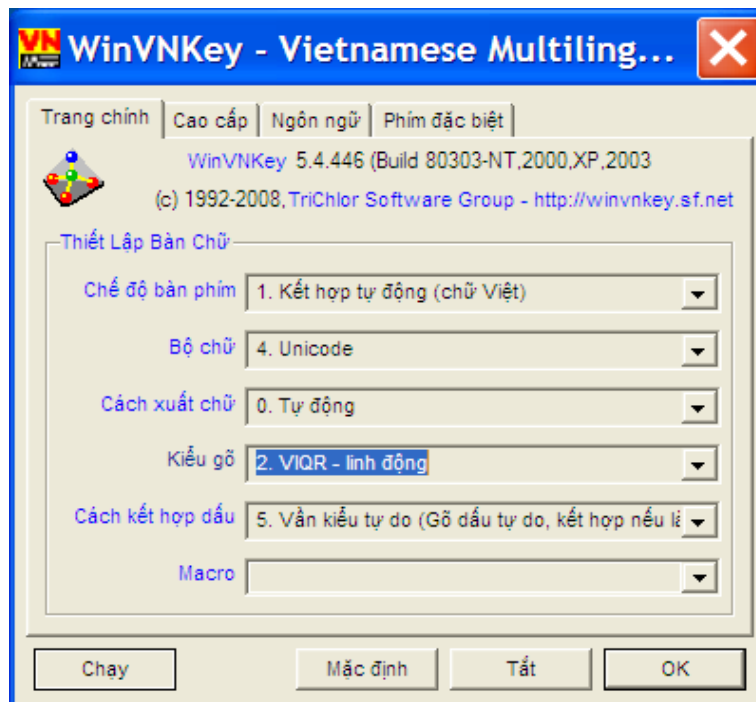 VN WinVNKey - Vietnamese Multiling...
Trang chính Cao cấp Ngôn ngữ Phím đặc biệt
WinVNKey 5.4.446 (Build 80303-NT,2000,XP,2003
(c) 1992-2008, TriChlor Software Group - http://winvnkey.sf.net
Thiết Lập Bàn Chữ
Chế độ bàn phím 1. Kết hợp tự động (chữ Việt)
Bộ chữ 4. Unicode
Cách xuất chữ 0. Tự động
Kiểu gõ 2. VIQR - linh động
Cách kết hợp dấu 5. Vần kiểu tự do (Gõ dấu tự do, kết hợp nếu là
Macro
Chạy Mặc định Tắt OK